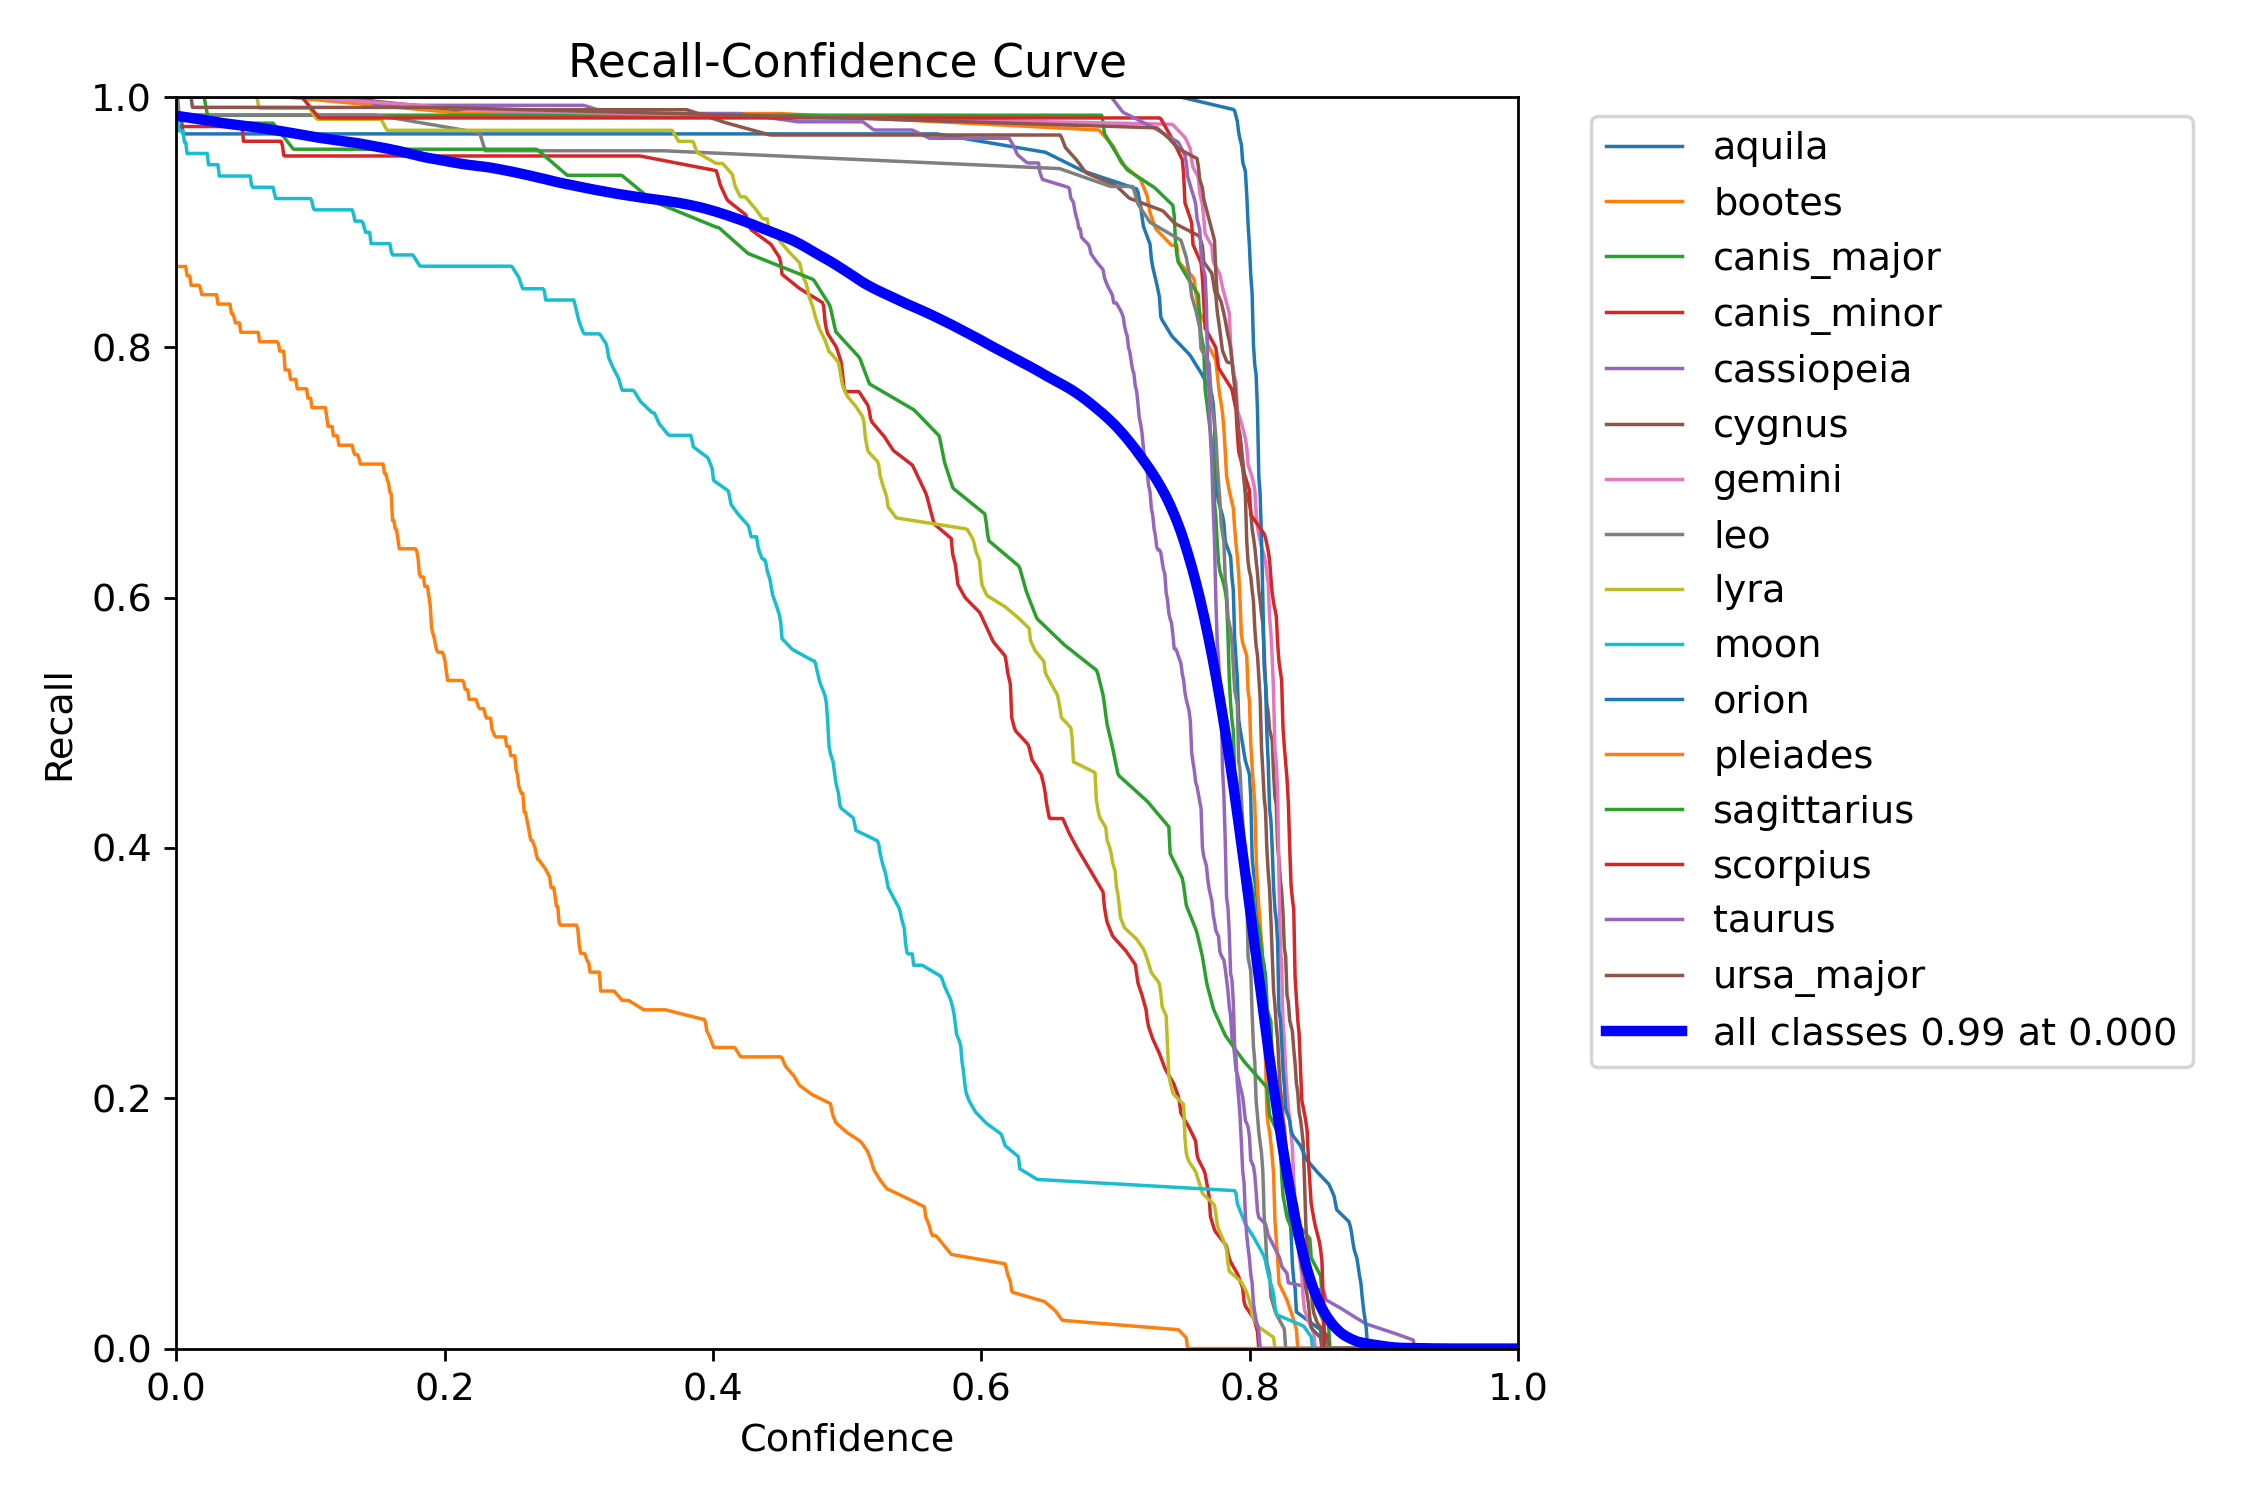 Recall-Confidence Curve
1.0
0.8
0.6
0.4
0.2
0.0
Recall
0.0 0.2 0.4 0.6 0.8 1.0
Confidence
aquila
bootes
canis_major
canis_minor
cassiopeia
cygnus
gemini
leo
lyra
moon
orion
pleiades
sagittarius
scorpius
taurus
ursa_major
all classes 0.99 at 0.000